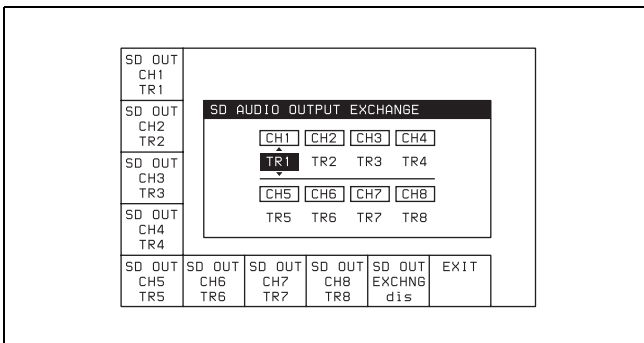 SD OUT
CH1
TR1
SD OUT
CH2
TR2
SD OUT
CH3
TR3
SD OUT
CH4
TR4
SD AUDIO OUTPUT EXCHANGE
CH1 CH2 CH3 CH4
TR1 TR2 TR3 TR4
CH5 CH6 CH7 CH8
TR5 TR6 TR7 TR8
SD OUT
CH5
TR5
SD OUT
CH6
TR6
SD OUT
CH7
TR7
SD OUT
CH8
TR8
SD OUT
EXCHNG
dis
EXIT